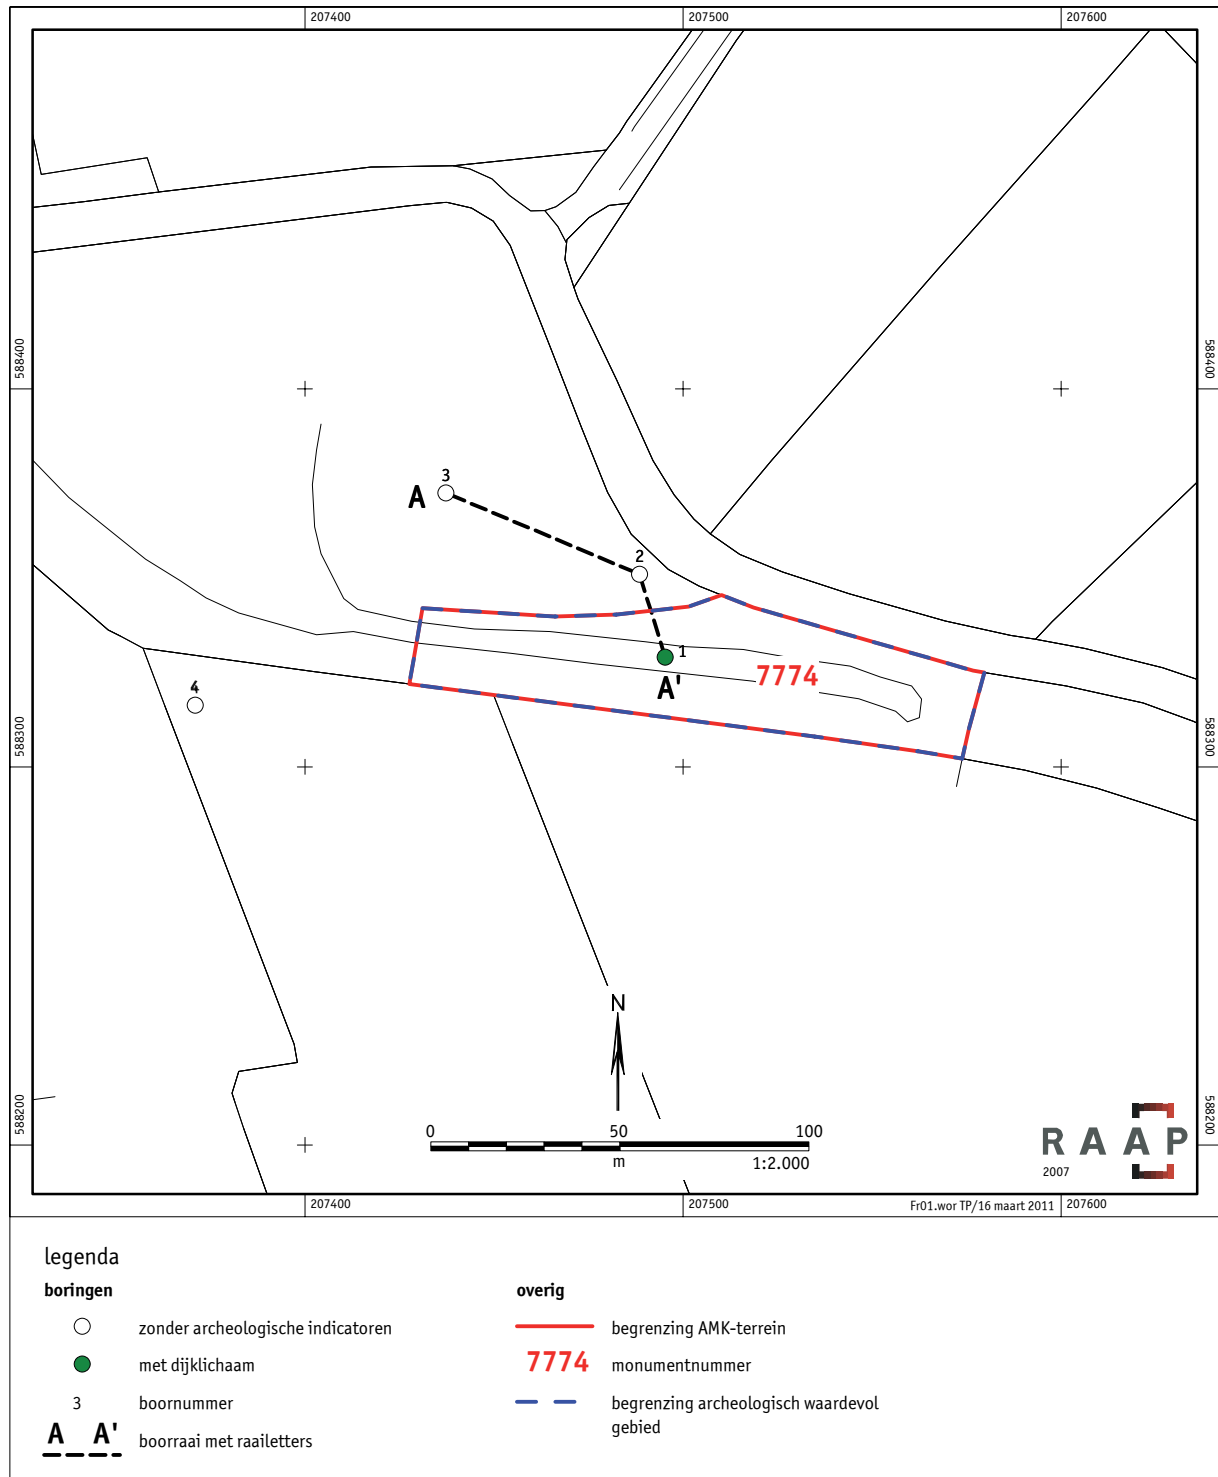 207400
207500
207600
588400
588400
3
A
2
1
7774
A'
4
588300
588300
N
588200
588200
0
50
100
m
1:2.000
RAAP
2007
207400
207500
207600
Fr01.wor TP/16 maart 2011
legenda
boringen
overig
zonder archeologische indicatoren
begrenzing AMK-terrein
met dijklichaam
7774 monumentnummer
3 boornummer
begrenzing archeologisch waardevol
gebied
A A' boorraai met raailetters